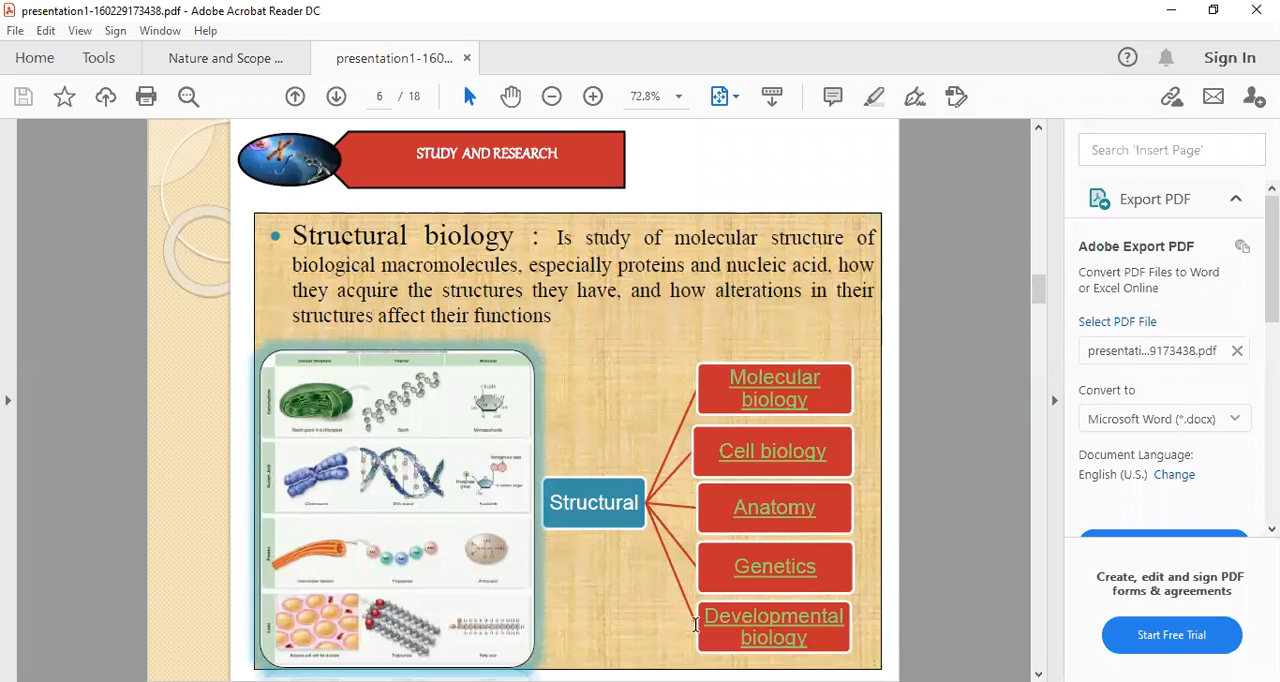 presentation1-160229173438.pdf - Adobe Acrobat Reader DC
File Edit View Sign Window Help
Home Tools Nature and Scope ... presentation1-160... × Sign In
6 / 18 72.8%
STUDY AND RESEARCH
• Structural biology : Is study of molecular structure of
biological macromolecules, especially proteins and nucleic acid, how
they acquire the structures they have, and how alterations in their
structures affect their functions
Structural
Molecular
biology
Cell biology
Anatomy
Genetics
Developmental
biology
Search 'Insert Page'
Export PDF
Adobe Export PDF
Convert PDF Files to Word
or Excel Online
Select PDF File
presentati...9173438.pdf
Convert to
Microsoft Word (*.docx)
Document Language:
English (U.S.) Change
Create, edit and sign PDF
forms & agreements
Start Free Trial